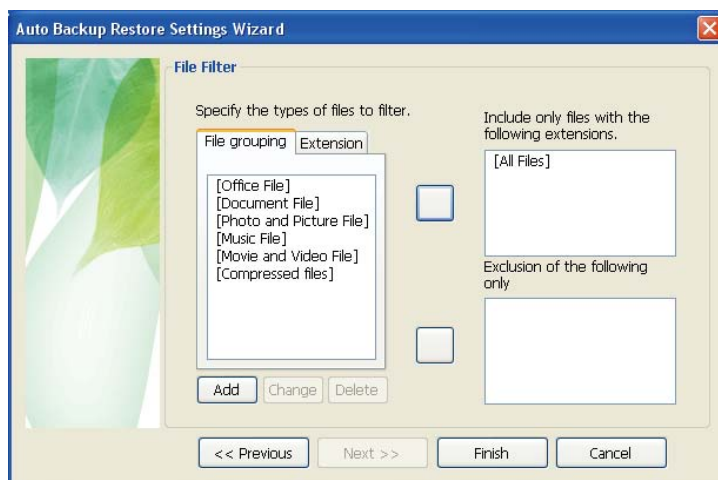 Auto Backup Restore Settings Wizard
File Filter
Specify the types of files to filter.
File grouping
Extension
[Office File]
[Document File]
[Photo and Picture File]
[Music File]
[Movie and Video File]
[Compressed files]
Add
Change
Delete
Include only files with the
following extensions.
[All Files]
Exclusion of the following
only
<< Previous
Next >>
Finish
Cancel